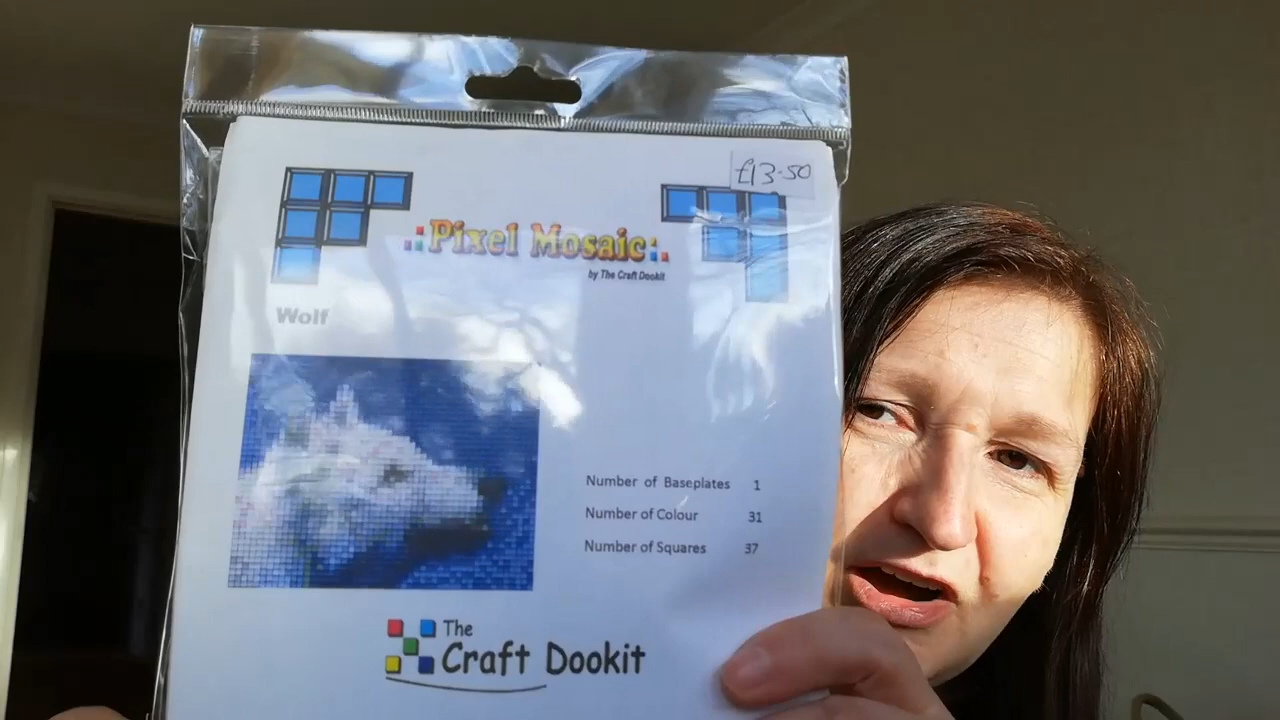 £13.50
Pixel Mosaic
by The Craft Dookit
Wolf
Number of Baseplates 1
Number of Colour 31
Number of Squares 37
The
Craft Dookit